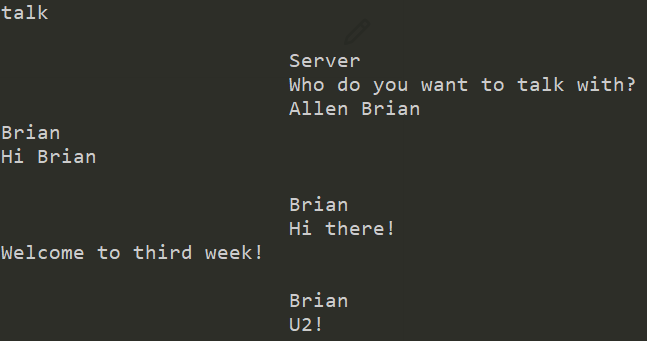 talk
Server
Who do you want to talk with?
Allen Brian
Brian
Hi Brian
Brian
Hi there!
Welcome to third week!
Brian
U2!